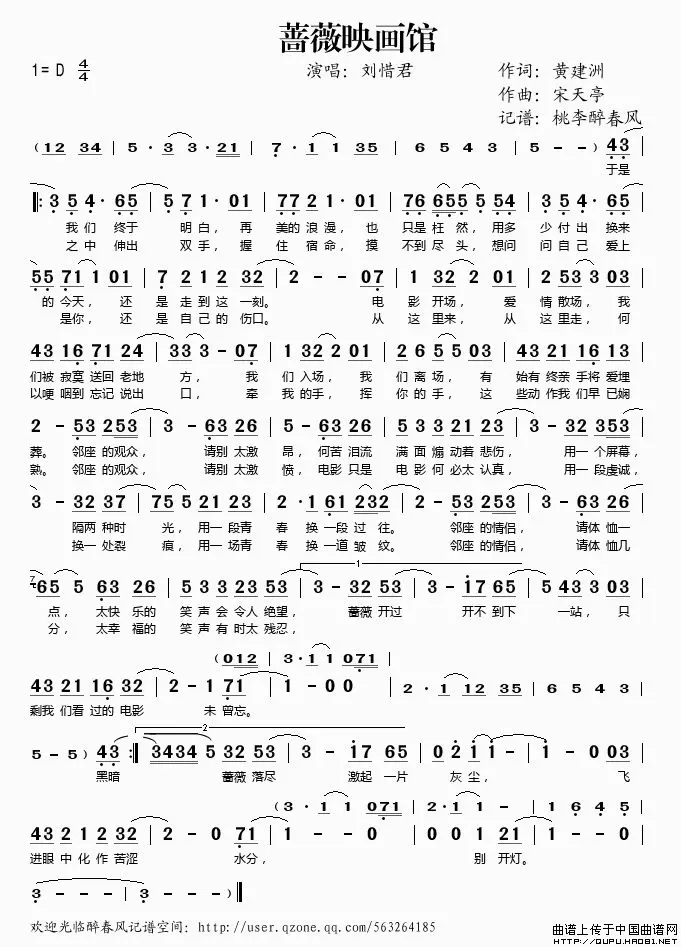 蔷薇映画馆
1= D 4/4 演唱：刘惜君 作词：黄建洲
作曲：宋天亭
记谱：桃李醉春风
( 12 34 | 5 · 3 3 · 21 | 7 · 1 1 35 | 6 5 4 3 | 5 - - ) 43 |
于是
‖: 3 5 4 · 65 | 5 7 1 · 01 | 77 2 1 · 01 | 76 655 5 54 | 3 5 4 · 65 |
我们 终于 明白，再 美的 浪漫，也 只是 枉 然，用多 少 付 出 换来
之 中 伸出 双手，握 住 宿 命，摸 不到 尽 头，想问 问 自 己 爱上
55 71 1 01 | 7 2 1 2 32 | 2 - - 07 | 1 32 2 01 | 2 53 3 03 |
的 今天， 还 是 走 到 这 一刻。 电 影 开 场， 爱 情 散 场， 我
是你， 还 是 自 己 的 伤口。 从 这 里 来， 从 这 里 走， 何
43 16 71 24 | 33 3 - 07 | 1 32 2 01 | 2 65 5 03 | 43 21 16 13 |
们被 寂寞 送回 老地 方， 我 们 入 场， 我 们 离 场， 有 始有 终亲 手将 爱埋
以哽 咽到 忘记 说出 口， 牵 我 的 手， 挥 你 的 手， 这 些动 作我 们早 已娴
2 - 53 253 | 3 - 63 26 | 5 - 63 26 | 5 53 23 53 | 3 - 32 353 |
葬。 邻座 的观众， 请别 太激 昂，何苦 泪流 满 面 煽 动着 悲伤， 用一 个屏幕，
熟。 邻座 的观众， 请别 太激 愤，电影 只是 电 影 何 必太 认真， 用一 段虔诚，
3 - 32 37 | 75 5 21 23 | 2 - 1 61 232 | 2 - 53 253 | 3 - 63 26 |
隔两 种时 光，用一 段青 春 换 一段 过 往。 邻座 的情侣， 请体 恤一
换一 处裂 痕，用一 场青 春 换 一道 皱 纹。 邻座 的情侣， 请体 恤几
65 5 63 26 | 5 3 3 23 53 | 3 - 32 53 | 3 - 17 65 | 5 43 3 03 |
点， 太快 乐的 笑 声 会 令人 绝望， 蔷薇 开过 开不 到下 一站， 只
分， 太幸 福的 笑 声 有 时太 残忍，
( 012 | 3 · 1 1 071 |
43 21 16 32 | 2 - 1 71 | 1 - 0 0 | 2 · 1 12 35 | 6 5 4 3 |
剩我 们看 过的 电影 未 曾忘。
5 - 5 ) 43 :‖ 3434 5 32 53 | 3 - 17 65 | 0 2 1 1 | 1 - 0 03 |
黑暗 蔷薇 落尽 激起 一片 灰 尘， 飞
( 3 · 1 1 071 | 2 · 1 1 - | 1 6 4 5 )
43 2 1 2 32 | 2 - 0 71 | 1 - - 0 | 0 0 0 21 | 1 - - 0 |
进眼 中 化 作 苦涩 水分， 别 开灯。
3 - - - | 3 - - - ‖
欢迎光临醉春风记谱空间：http://user.qzone.qq.com/563264185
曲谱上传于中国曲谱网
http://QUPU.HAO81.NET